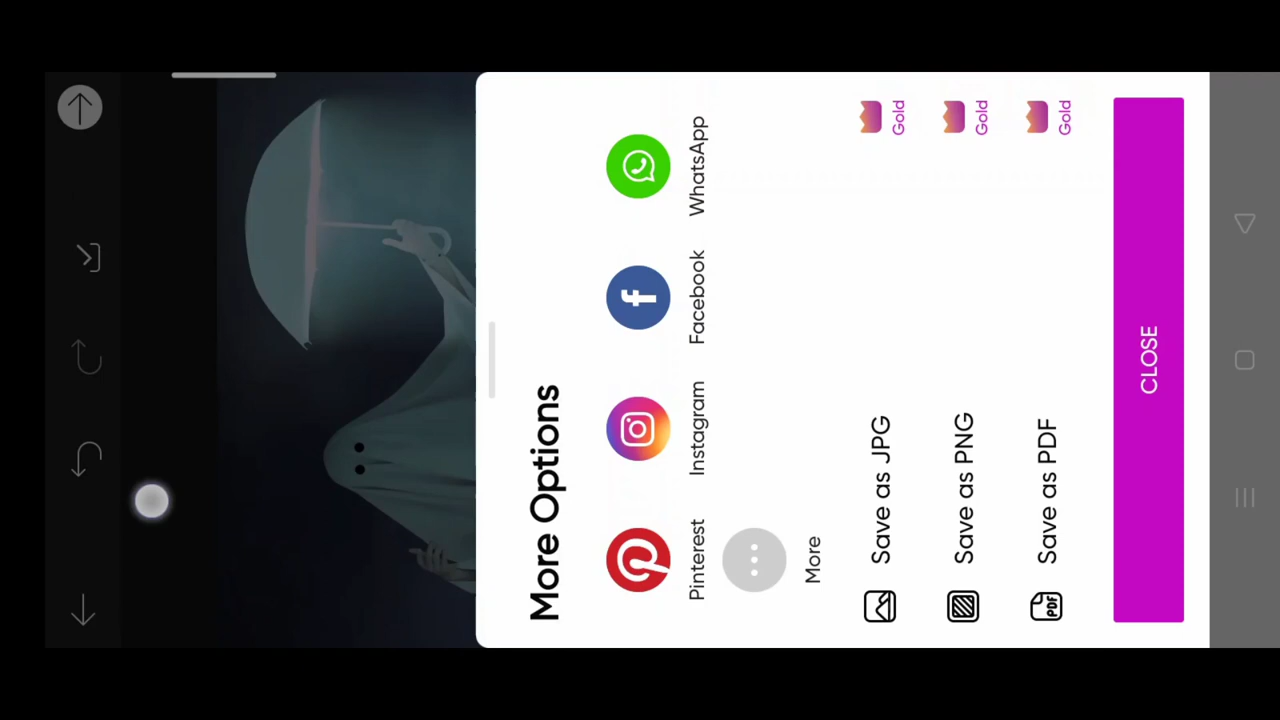 More Options
Pinterest
Instagram
Facebook
WhatsApp
More
Save as JPG
Gold
Save as PNG
Gold
PDF
Save as PDF
Gold
CLOSE